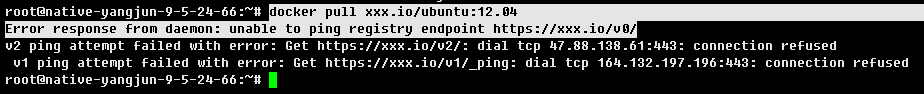 root@native-yangjun-9-5-24-66:~# docker pull xxx.io/ubuntu:12.04
Error response from daemon: unable to ping registry endpoint https://xxx.io/v0/
v2 ping attempt failed with error: Get https://xxx.io/v2/: dial tcp 47.88.138.61:443: connection refused
 v1 ping attempt failed with error: Get https://xxx.io/v1/_ping: dial tcp 164.132.197.196:443: connection refused
root@native-yangjun-9-5-24-66:~#